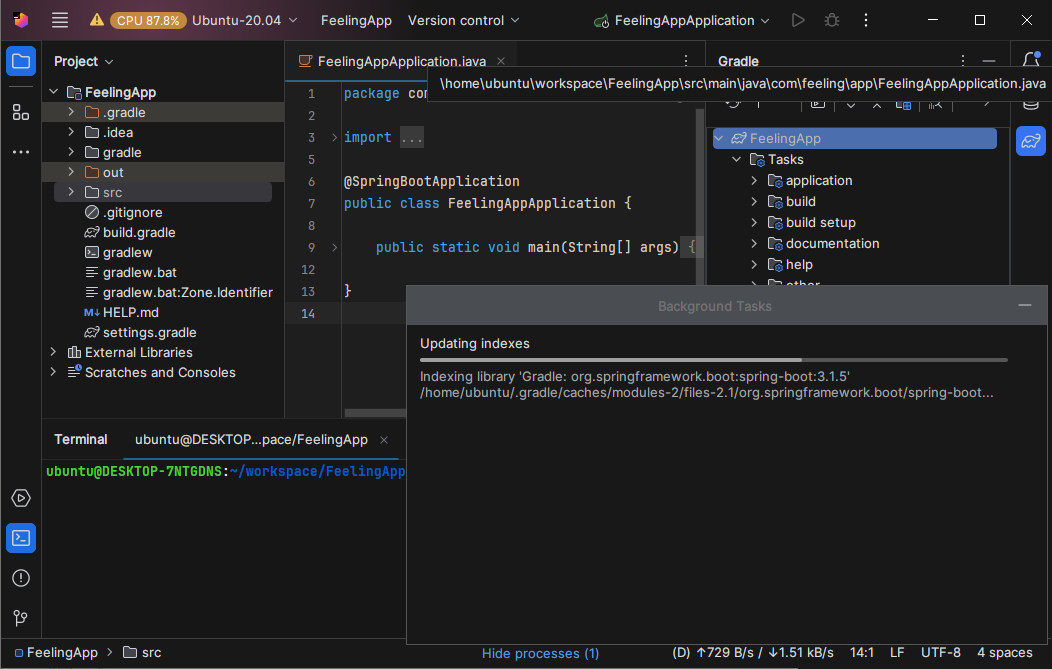 CPU 87.8% Ubuntu-20.04 FeelingApp Version control FeelingAppApplication
Project
FeelingApp
.gradle
.idea
gradle
out
src
.gitignore
build.gradle
gradlew
gradlew.bat
gradlew.bat:Zone.Identifier
M↓ HELP.md
settings.gradle
External Libraries
Scratches and Consoles
FeelingAppApplication.java
\home\ubuntu\workspace\FeelingApp\src\main\java\com\feeling\app\FeelingAppApplication.java
1 package com
2
3 import ...
5
6 @SpringBootApplication
7 public class FeelingAppApplication {
8
9 public static void main(String[] args) {
12
13 }
14
Gradle
FeelingApp
Tasks
application
build
build setup
documentation
help
other
Background Tasks
Updating indexes
Indexing library 'Gradle: org.springframework.boot:spring-boot:3.1.5'
/home/ubuntu/.gradle/caches/modules-2/files-2.1/org.springframework.boot/spring-boot...
Terminal ubuntu@DESKTOP...pace/FeelingApp
ubuntu@DESKTOP-7NTGDNS:~/workspace/FeelingApp
FeelingApp > src Hide processes (1) (D) ↑729 B/s / ↓1.51 kB/s 14:1 LF UTF-8 4 spaces